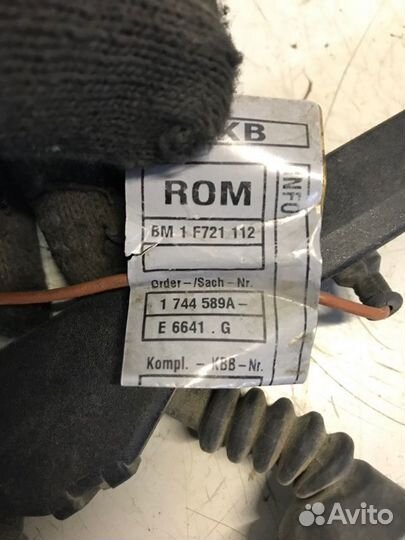 KB
ROM
INFO
BM 1 F721 112
Order-/Sach-Nr.
1 744 589A-
E 6641 . G
Kompl. - KBB-Nr.
Avito